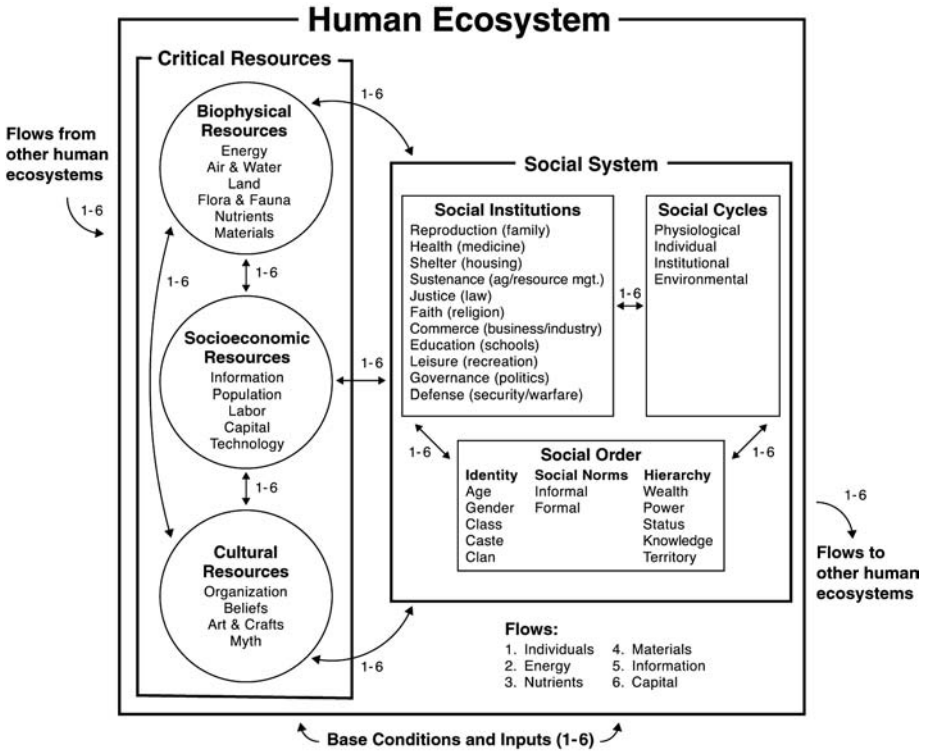 Human Ecosystem
Critical Resources
1-6
Biophysical
Resources
Energy
Air & Water
Land
Flora & Fauna
Nutrients
Materials
Flows from
other human
ecosystems
1-6
1-6
1-6
Socioeconomic
Resources
Information
Population
Labor
Capital
Technology
1-6
1-6
Cultural
Resources
Organization
Beliefs
Art & Crafts
Myth
1-6
Social System
Social Institutions
Reproduction (family)
Health (medicine)
Shelter (housing)
Sustenance (ag/resource mgt.)
Justice (law)
Faith (religion)
Commerce (business/industry)
Education (schools)
Leisure (recreation)
Governance (politics)
Defense (security/warfare)
1-6
Social Cycles
Physiological
Individual
Institutional
Environmental
1-6
1-6
Social Order
Identity Social Norms Hierarchy
Age Informal Wealth
Gender Formal Power
Class Status
Caste Knowledge
Clan Territory
1-6
Flows to
other human
ecosystems
Flows:
1. Individuals 4. Materials
2. Energy 5. Information
3. Nutrients 6. Capital
Base Conditions and Inputs (1-6)